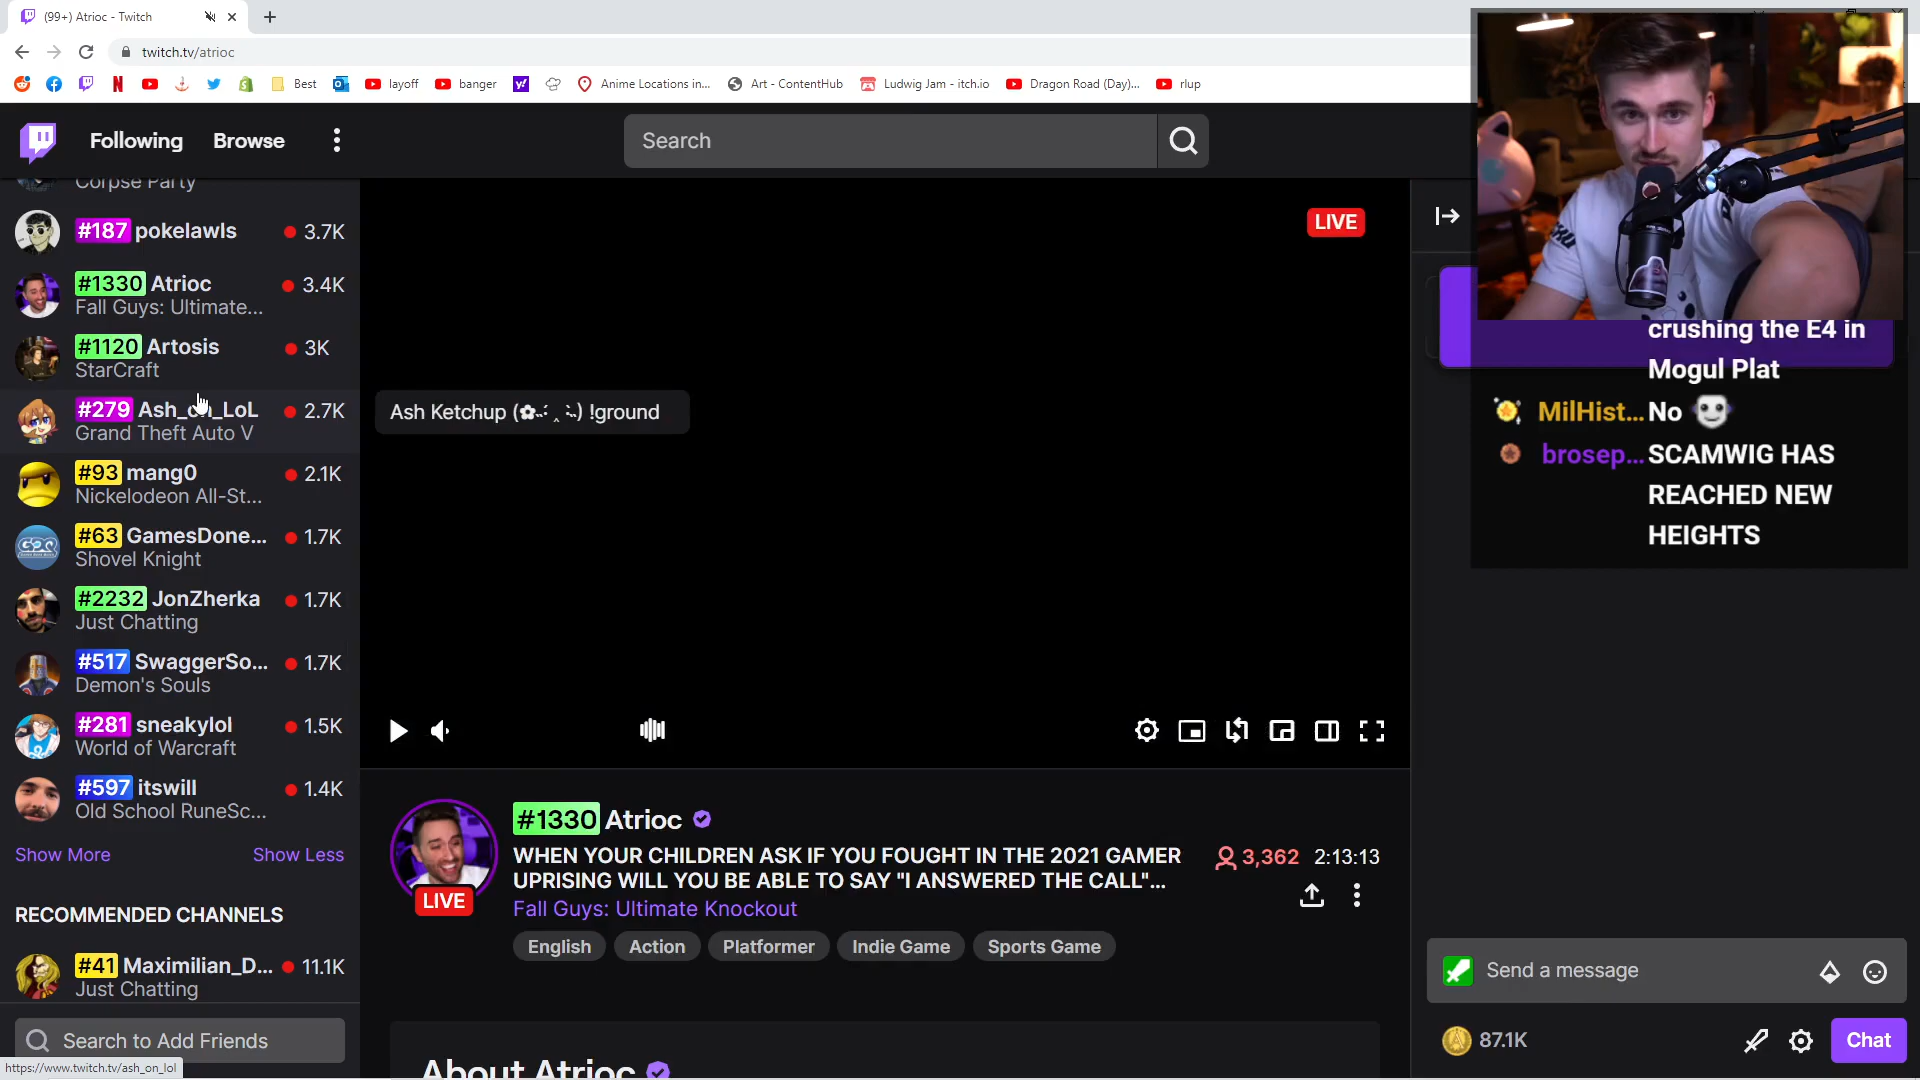 (99+) Atrioc - Twitch
twitch.tv/atrioc
Best
layoff
banger
Anime Locations in...
Art - ContentHub
Ludwig Jam - itch.io
Dragon Road (Day)...
rlup
Following
Browse
Search
Corpse Party
#187 pokelawls 3.7K
#1330 Atrioc 3.4K
Fall Guys: Ultimate...
#1120 Artosis 3K
StarCraft
#279 Ash_on_LoL 2.7K
Grand Theft Auto V
#93 mang0 2.1K
Nickelodeon All-St...
#63 GamesDone... 1.7K
Shovel Knight
#2232 JonZherka 1.7K
Just Chatting
#517 SwaggerSo... 1.7K
Demon's Souls
#281 sneakylol 1.5K
World of Warcraft
#597 itswill 1.4K
Old School RuneSc...
Show More
Show Less
RECOMMENDED CHANNELS
#41 Maximilian_D... 11.1K
Just Chatting
Search to Add Friends
https://www.twitch.tv/ash_on_lol
LIVE
Ash Ketchup (✿˵ ‸ ˵) !ground
LIVE
#1330 Atrioc
WHEN YOUR CHILDREN ASK IF YOU FOUGHT IN THE 2021 GAMER
UPRISING WILL YOU BE ABLE TO SAY "I ANSWERED THE CALL"...
3,362 2:13:13
Fall Guys: Ultimate Knockout
English
Action
Platformer
Indie Game
Sports Game
About Atrioc
crushing the E4 in
Mogul Plat
MilHist... No
brosep... SCAMWIG HAS
REACHED NEW
HEIGHTS
Send a message
87.1K
Chat